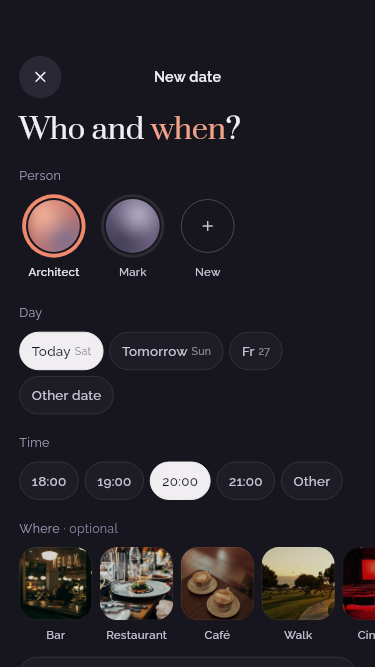 New date
Who and when?
Person
Architect
Mark
New
Day
Today Sat
Tomorrow Sun
Fr 27
Other date
Time
18:00
19:00
20:00
21:00
Other
Where · optional
Bar
Restaurant
Café
Walk
Cin